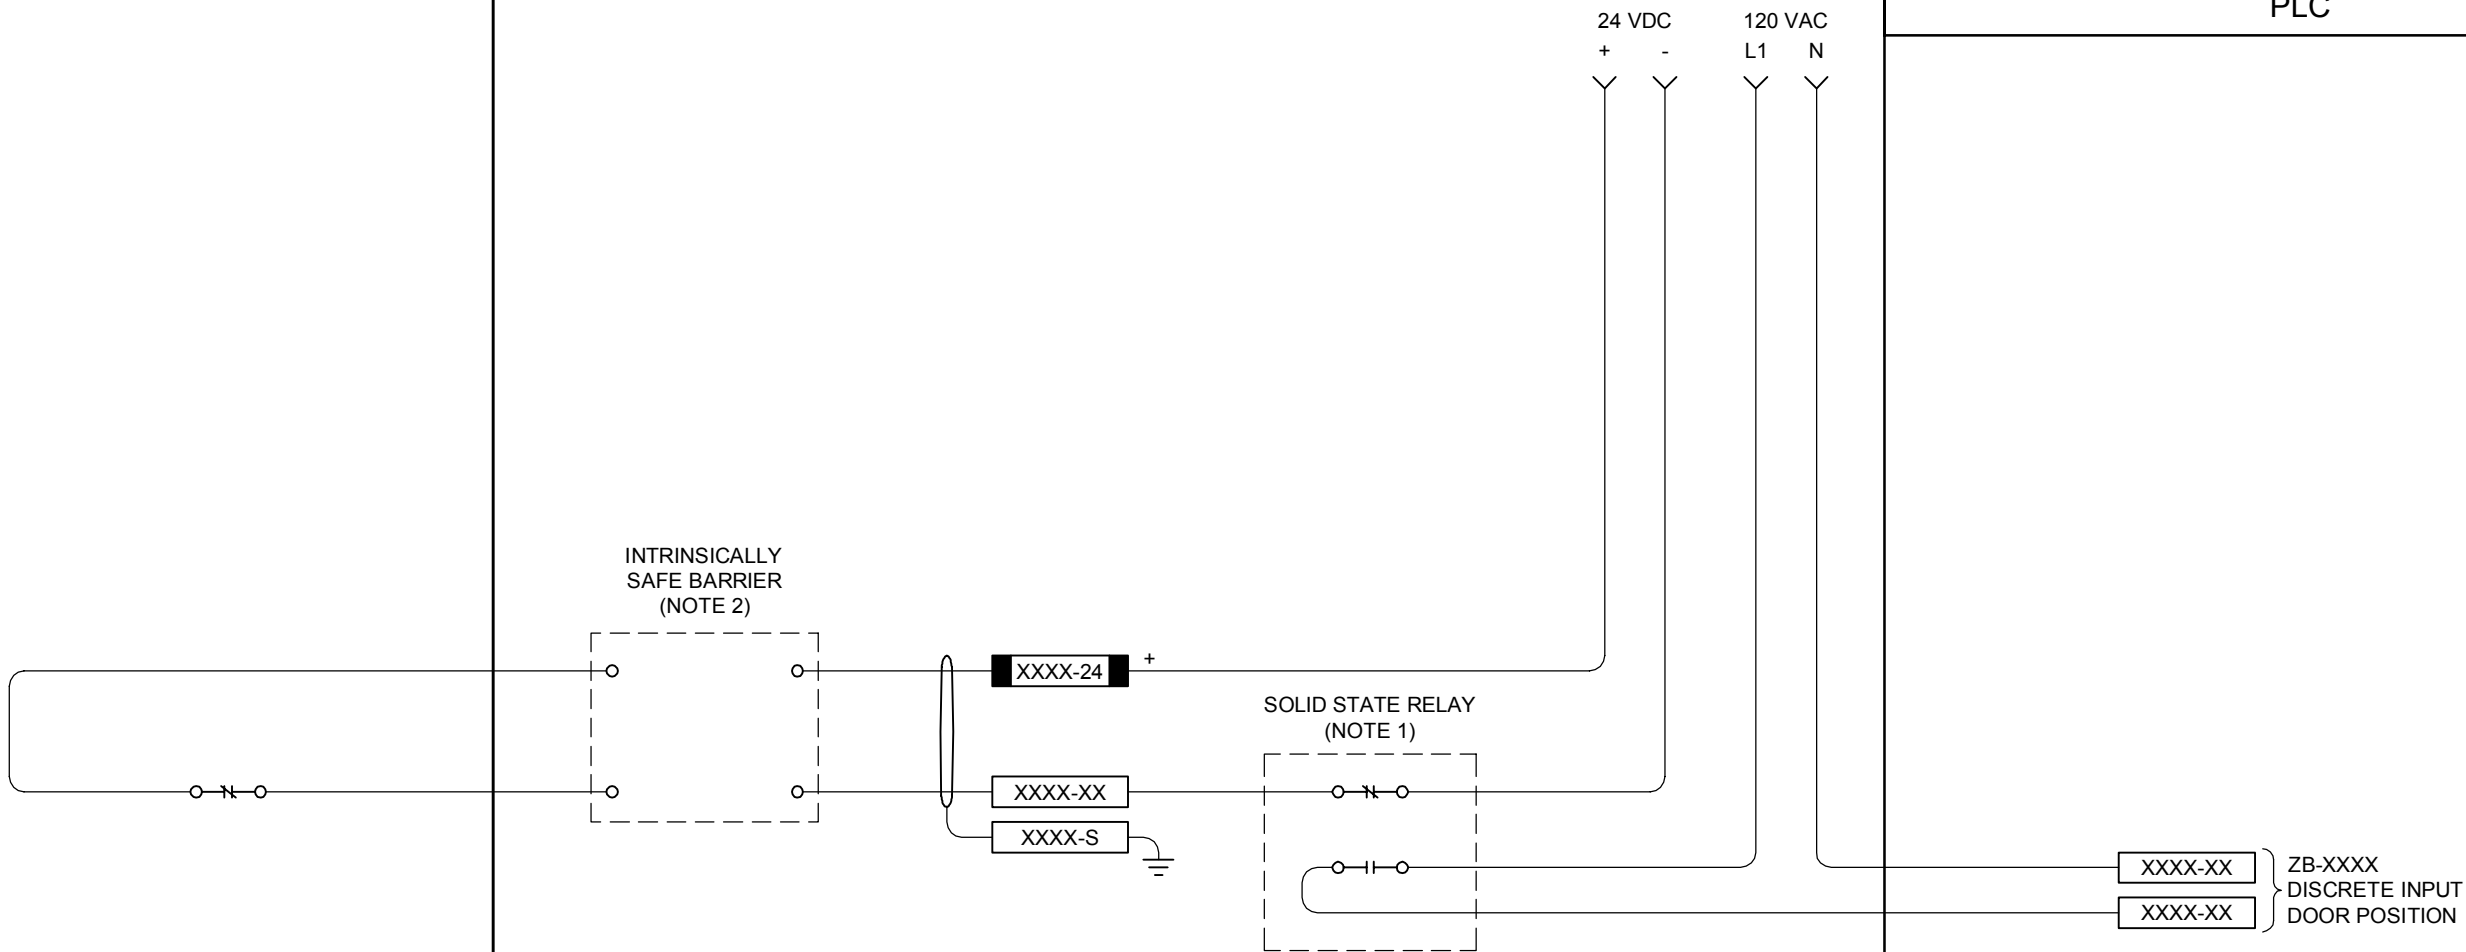 PLC
24 VDC
120 VAC
+
-
L1
N
INTRINSICALLY
SAFE BARRIER
(NOTE 2)
XXXX-24
+
SOLID STATE RELAY
(NOTE 1)
XXXX-XX
XXXX-S
XXXX-XX
XXXX-XX
ZB-XXXX
DISCRETE INPUT
DOOR POSITION